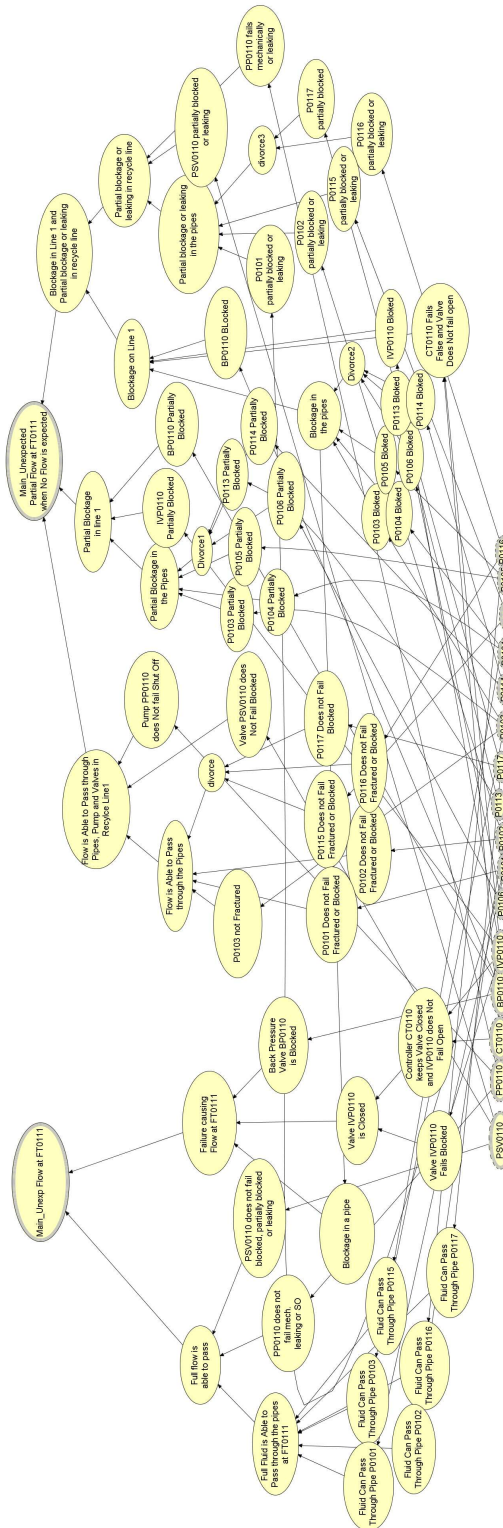 Main_Unexp Flow at FT0111
Main_Unexpected
Partial Flow at FT0111
when No Flow is expected
Full flow is
able to pass
Failure causing
Flow at FT0111
Flow is Able to Pass through
Pipes, Pump and Valves in
Recylce Line1
Partial Blockage
in line 1
Blockage in Line 1 and
Partial blockage or leaking
in recycle line
Full Fluid is Able to
Pass through the pipes
at FT0111
PP0110 does not
fail mech.
leaking or SO
PSV0110 does not fail
blocked, partially blocked
or leaking
Blockage in a pipe
Valve IVP0110
is Closed
Back Pressure
Valve BP0110
is Blocked
Flow is Able to Pass
through the Pipes
Pump PP0110
does Not fail Shut Off
Valve PSV0110 does
Not Fail Blocked
Partial Blockage in
the Pipes
IVP0110 Partially
Blocked
BP0110 Partially
Blocked
Blockage on Line 1
Partial blockage or
leaking in recycle line
Fluid Can Pass
Through Pipe P0101
Fluid Can Pass
Through Pipe P0102
Fluid Can Pass
Through Pipe P0103
Fluid Can Pass
Through Pipe P0115
Fluid Can Pass
Through Pipe P0116
Fluid Can Pass
Through Pipe P0117
Valve IVP0110
Fails Blocked
Controler CT0110
keeps Valve Closed
and IVP0110 does Not
Fail Open
P0103 not Fractured
divorce
P0101 Does not Fail
Fractured or Blocked
P0102 Does not Fail
Fractured or Blocked
P0115 Does not Fail
Fractured or Blocked
P0116 Does not Fail
Fractured or Blocked
P0117 Does not Fail
Blocked
Divorce1
P0103 Partially
Blocked
P0104 Partially
Blocked
P0105 Partially
Blocked
P0106 Partially
Blocked
P0113 Partially
Blocked
P0114 Partially
Blocked
BP0110 BLocked
Blockage in
the pipes
Divorce2
P0103 Bloked
P0104 Bloked
P0105 Bloked
P0106 Bloked
P0113 Bloked
P0114 Bloked
IVP0110 Bloked
CT0110 Fails
False and Valve
Does Not fail open
Partial blockage or leaking
in the pipes
PSV0110 partially blocked
or leaking
PP0110 fails
mechanically
or leaking
divorce3
P0101
partially blocked or
leaking
P0102
partially blocked or
leaking
P0115
partially blocked or
leaking
P0116
partially blocked or
leaking
P0117
partially blocked
PSV0110
PP0110
CT0110
BP0110
IVP0110
P0106
P0113
P0117